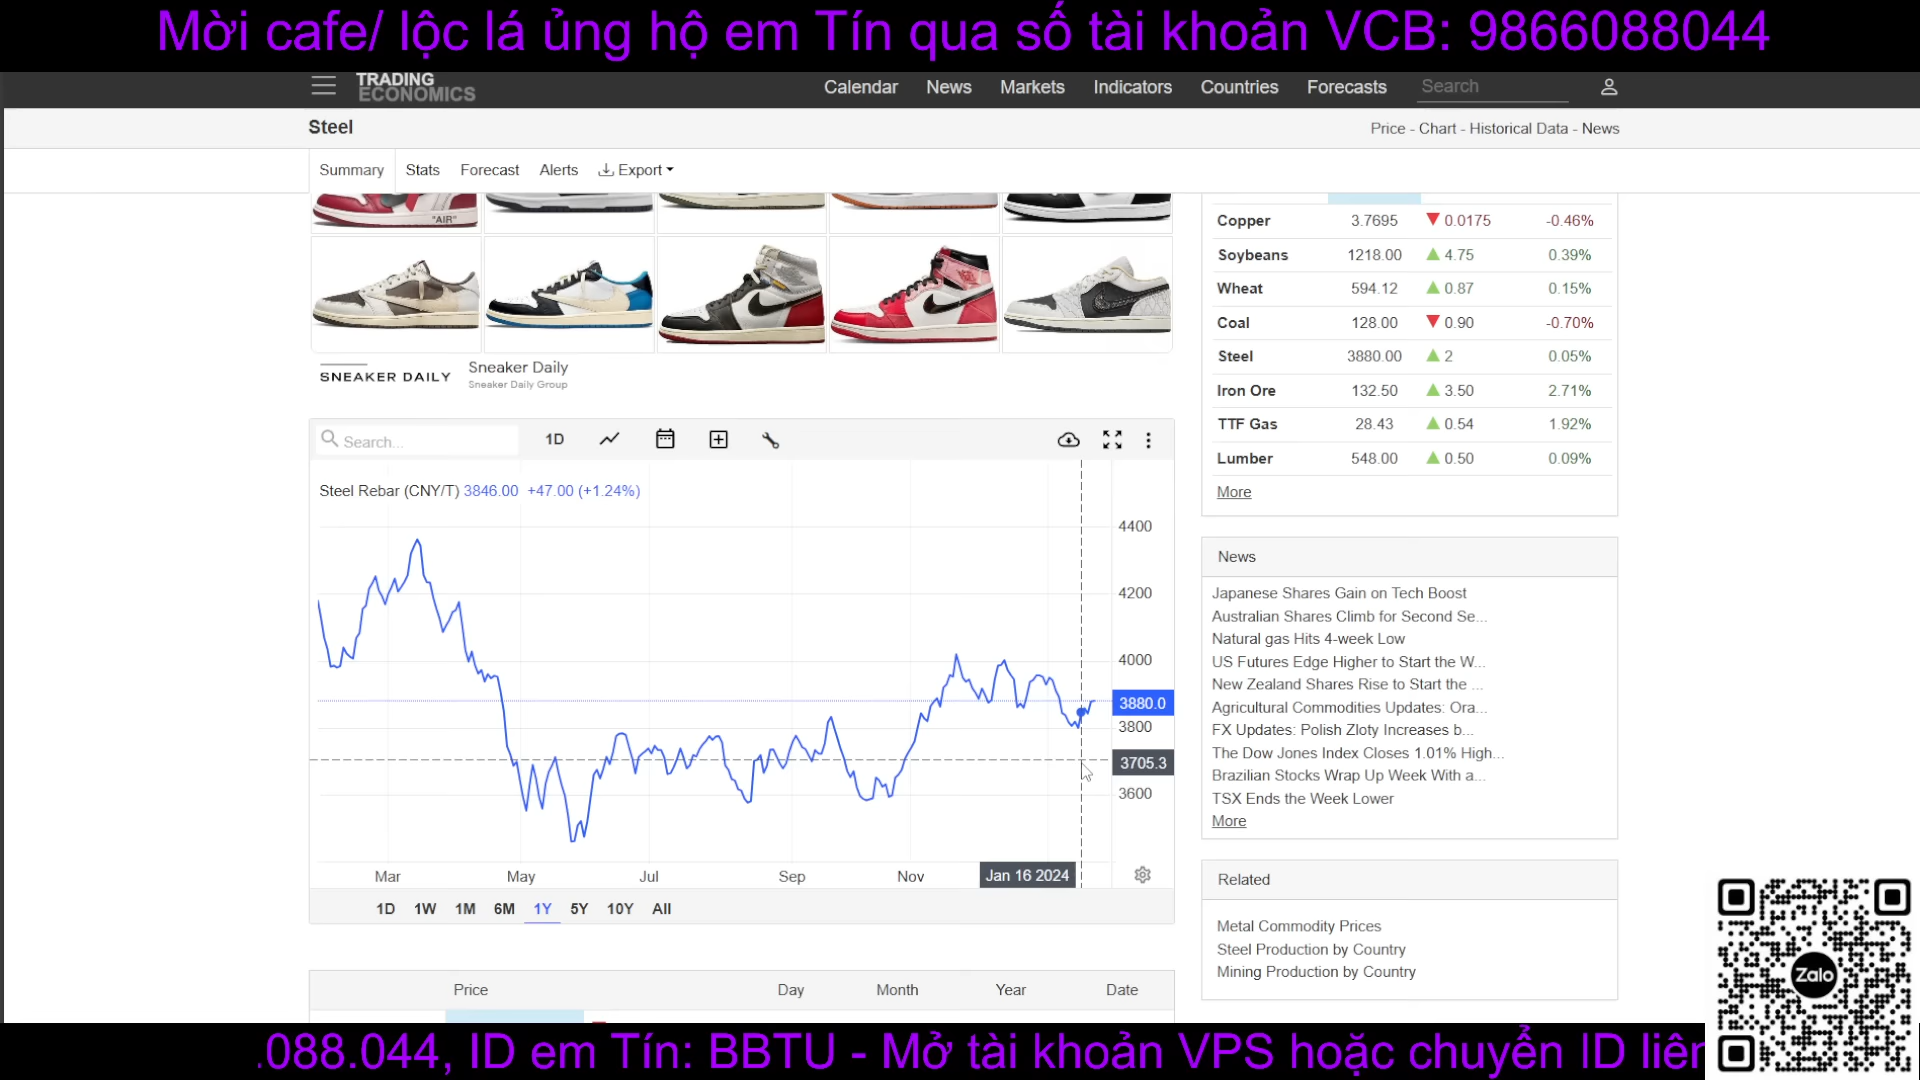 Mời cafe/ lộc lá ủng hộ em Tín qua số tài khoản VCB: 9866088044
TRADING
ECONOMICS
Calendar News Markets Indicators Countries Forecasts Search
Steel
Price - Chart - Historical Data - News
Summary Stats Forecast Alerts Export
"AIR"
SNEAKER DAILY
Sneaker Daily
Sneaker Daily Group
Search...
1D
Steel Rebar (CNY/T) 3846.00 +47.00 (+1.24%)
4400
4200
4000
3880.0
3800
3705.3
3600
Mar May Jul Sep Nov Jan 16 2024
1D 1W 1M 6M 1Y 5Y 10Y All
Price Day Month Year Date
Copper 3.7695 0.0175 -0.46%
Soybeans 1218.00 4.75 0.39%
Wheat 594.12 0.87 0.15%
Coal 128.00 0.90 -0.70%
Steel 3880.00 2 0.05%
Iron Ore 132.50 3.50 2.71%
TTF Gas 28.43 0.54 1.92%
Lumber 548.00 0.50 0.09%
More
News
Japanese Shares Gain on Tech Boost
Australian Shares Climb for Second Se...
Natural gas Hits 4-week Low
US Futures Edge Higher to Start the W...
New Zealand Shares Rise to Start the ...
Agricultural Commodities Updates: Ora...
FX Updates: Polish Zloty Increases b...
The Dow Jones Index Closes 1.01% High...
Brazilian Stocks Wrap Up Week With a...
TSX Ends the Week Lower
More
Related
Metal Commodity Prices
Steel Production by Country
Mining Production by Country
Zalo
.088.044, ID em Tín: BBTU - Mở tài khoản VPS hoặc chuyển ID liên